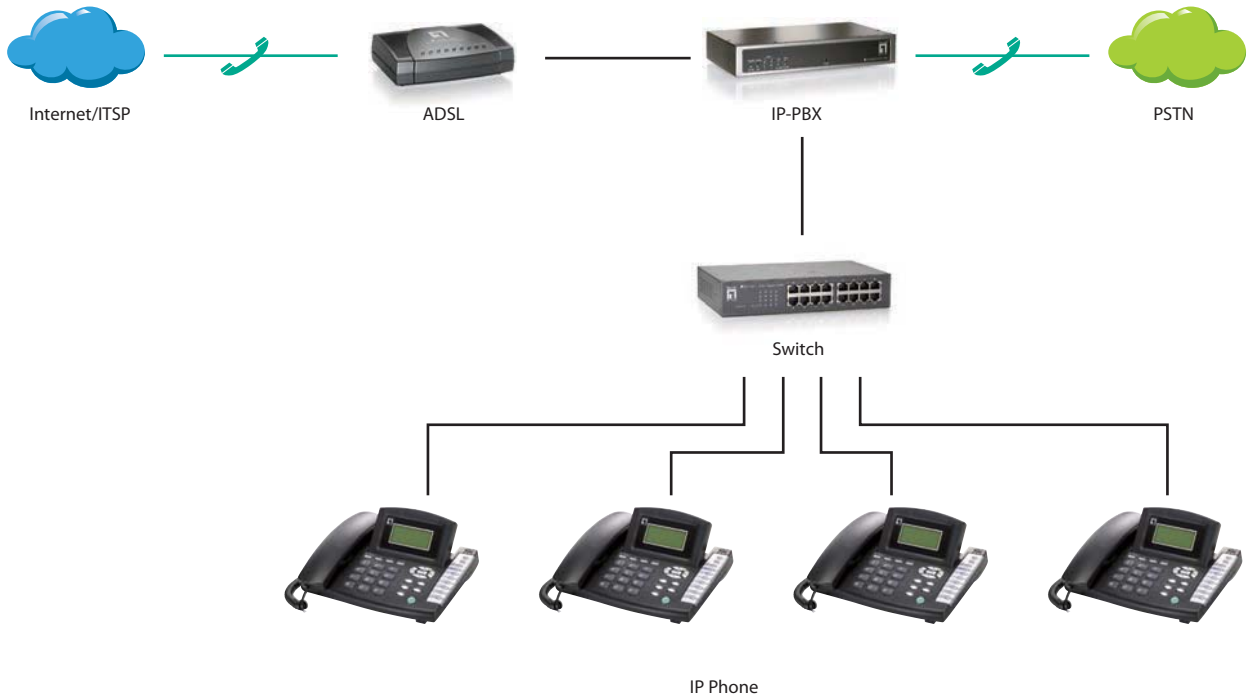 Internet/ITSP
ADSL
IP-PBX
PSTN
Switch
IP Phone